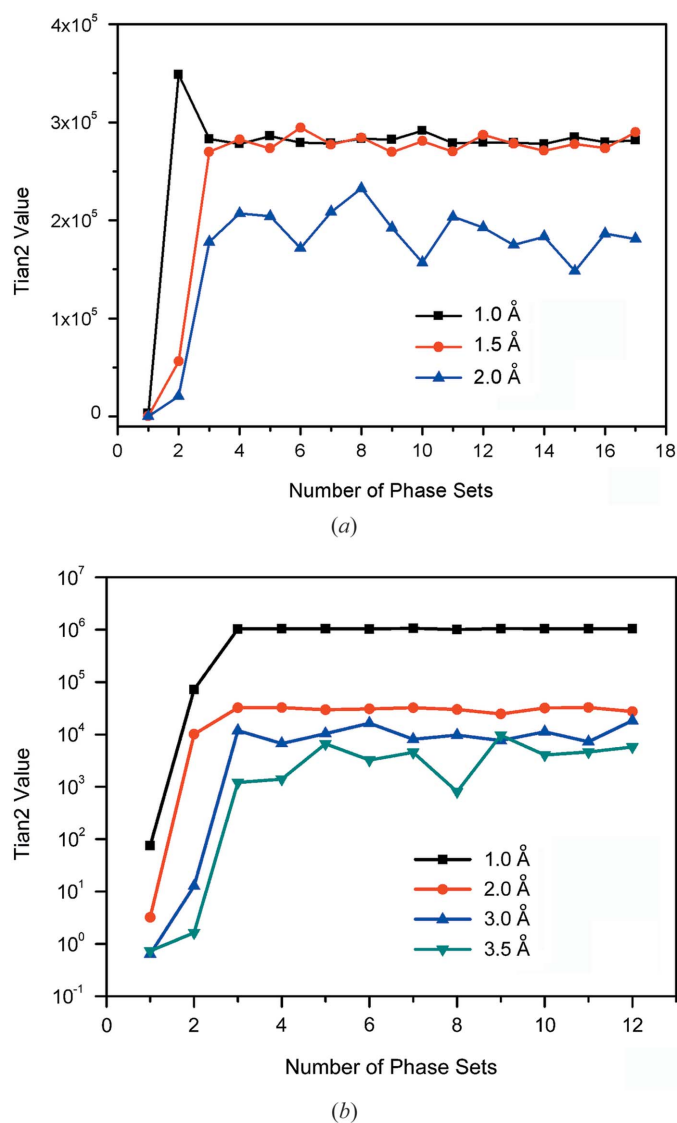 4x10⁵
3x10⁵
2x10⁵
1x10⁵
0
Tian2 Value
1.0 Å
1.5 Å
2.0 Å
0 2 4 6 8 10 12 14 16 18
Number of Phase Sets
(a)
10⁷
10⁶
10⁵
10⁴
10³
10²
10¹
10⁰
10⁻¹
Tian2 Value
1.0 Å
2.0 Å
3.0 Å
3.5 Å
0 2 4 6 8 10 12
Number of Phase Sets
(b)